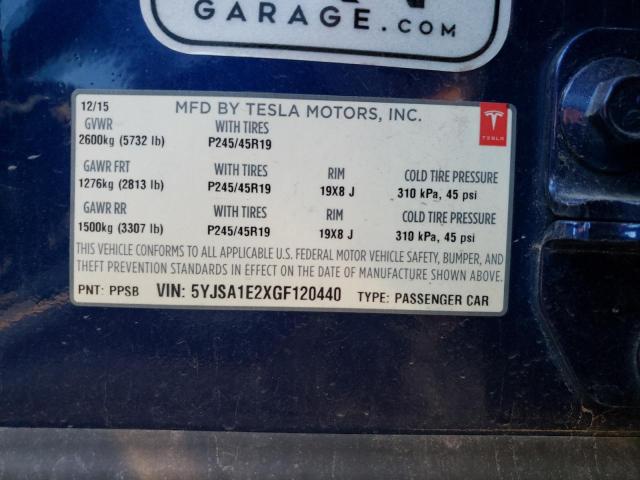 GARAGE.COM
12/15 MFD BY TESLA MOTORS, INC.
GVWR WITH TIRES
2600kg (5732 lb) P245/45R19
TESLA
GAWR FRT WITH TIRES RIM COLD TIRE PRESSURE
1276kg (2813 lb) P245/45R19 19X8 J 310 kPa, 45 psi
GAWR RR WITH TIRES RIM COLD TIRE PRESSURE
1500kg (3307 lb) P245/45R19 19X8 J 310 kPa, 45 psi
THIS VEHICLE CONFORMS TO ALL APPLICABLE U.S. FEDERAL MOTOR VEHICLE SAFETY, BUMPER, AND
THEFT PREVENTION STANDARDS IN EFFECT ON THE DATE OF MANUFACTURE SHOWN ABOVE.
PNT: PPSB VIN: 5YJSA1E2XGF120440 TYPE: PASSENGER CAR